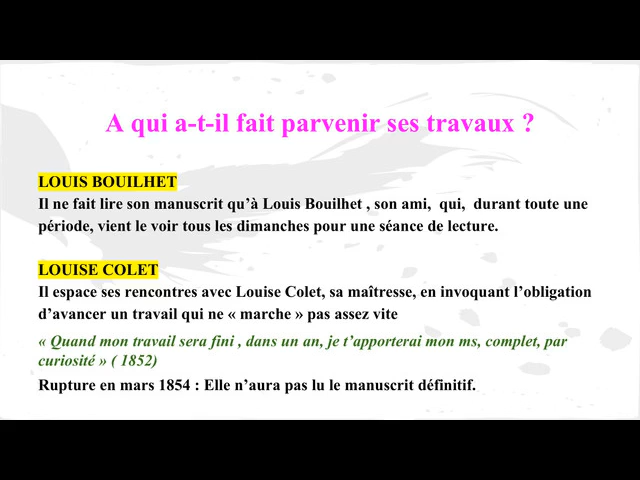 A qui a-t-il fait parvenir ses travaux ?
LOUIS BOUILHET
Il ne fait lire son manuscrit qu’à Louis Bouilhet , son ami, qui, durant toute une
période, vient le voir tous les dimanches pour une séance de lecture.
LOUISE COLET
Il espace ses rencontres avec Louise Colet, sa maîtresse, en invoquant l’obligation
d’avancer un travail qui ne « marche » pas assez vite
« Quand mon travail sera fini , dans un an, je t’apporterai mon ms, complet, par
curiosité » ( 1852)
Rupture en mars 1854 : Elle n’aura pas lu le manuscrit définitif.